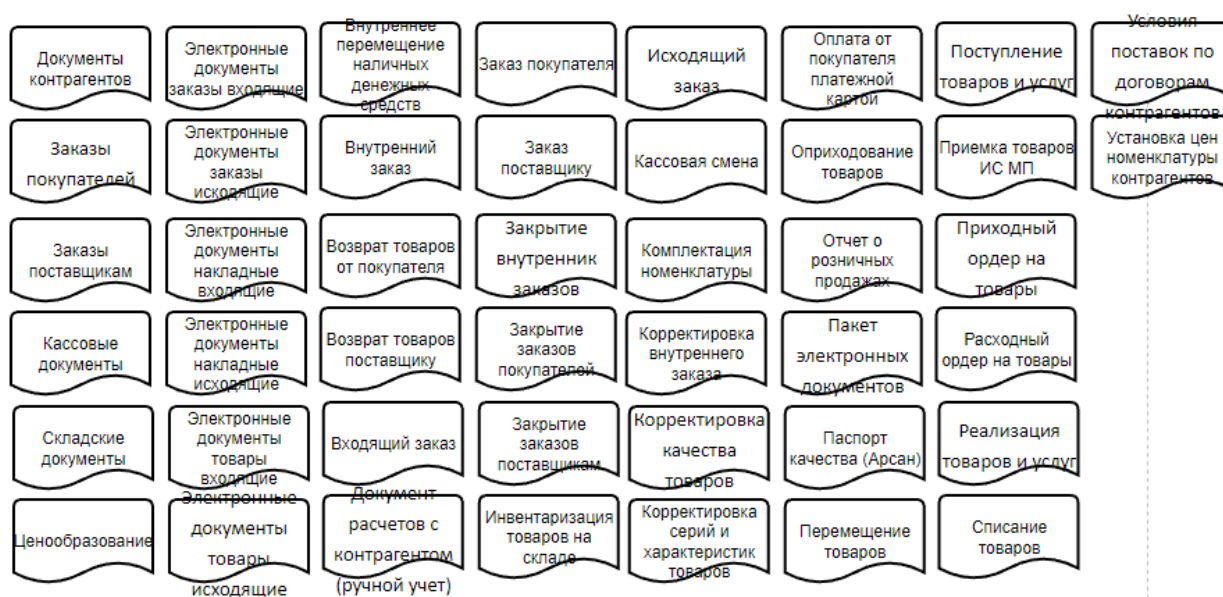 Документы
контрагентов
Электронные
документы
заказы входящие
Внутреннее
перемещение
наличных
денежных
средств
Заказ покупателя
Исходящий
заказ
Оплата от
покупателя
платежной
картой
Поступление
товаров и услуг
Условия
поставок по
договорам
контрагентов
Заказы
покупателей
Электронные
документы
заказы
исходящие
Внутренний
заказ
Заказ
поставщику
Кассовая смена
Оприходование
товаров
Приемка товаров
ИС МП
Установка цен
номенклатуры
контрагентов
Заказы
поставщикам
Электронные
документы
накладные
входящие
Возврат товаров
от покупателя
Закрытие
внутренник
заказов
Комплектация
номенклатуры
Отчет о
розничных
продажах
Приходный
ордер на
товары
Кассовые
документы
Электронные
документы
накладные
исходящие
Возврат товаров
поставщику
Закрытие
заказов
покупателей
Корректировка
внутреннего
заказа
Пакет
электронных
документов
Расходный
ордер на товары
Складские
документы
Электронные
документы
товары
входящие
Входящий заказ
Закрытие
заказов
поставщикам
Корректировка
качества
товаров
Паспорт
качества (Арсан)
Реализация
товаров и услуг
Ценообразование
Электронные
документы
товары
исходящие
Документ
расчетов с
контрагентом
(ручной учет)
Инвентаризация
товаров на
складе
Корректировка
серий и
характеристик
товаров
Перемещение
товаров
Списание
товаров